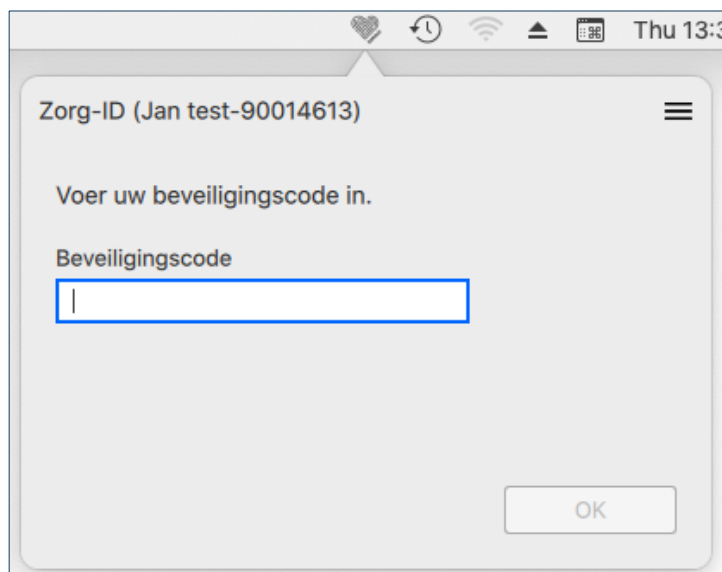 Thu 13:3
Zorg-ID (Jan test-90014613)
Voer uw beveiligingscode in.
Beveiligingscode
OK